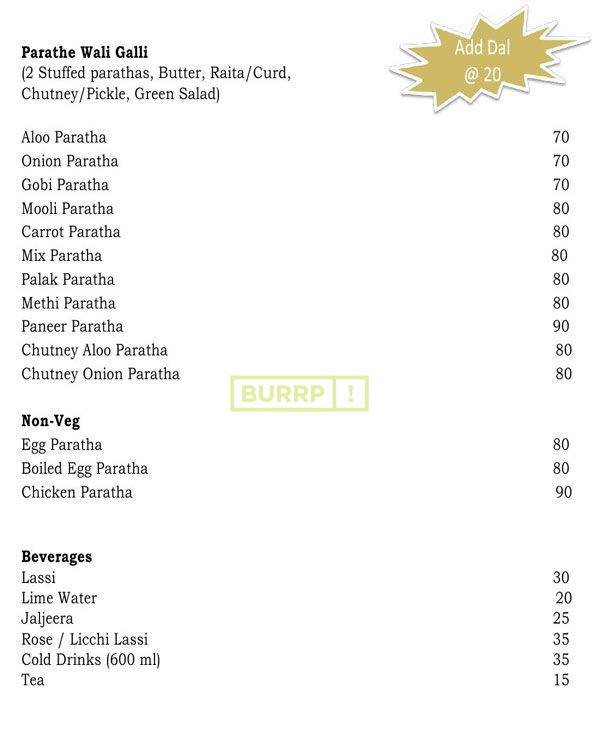 Parathe Wali Galli
(2 Stuffed parathas, Butter, Raita/Curd,
Chutney/Pickle, Green Salad)
Add Dal
@ 20
Aloo Paratha 70
Onion Paratha 70
Gobi Paratha 70
Mooli Paratha 80
Carrot Paratha 80
Mix Paratha 80
Palak Paratha 80
Methi Paratha 80
Paneer Paratha 90
Chutney Aloo Paratha 80
Chutney Onion Paratha 80
BURRP !
Non-Veg
Egg Paratha 80
Boiled Egg Paratha 80
Chicken Paratha 90
Beverages
Lassi 30
Lime Water 20
Jaljeera 25
Rose / Licchi Lassi 35
Cold Drinks (600 ml) 35
Tea 15